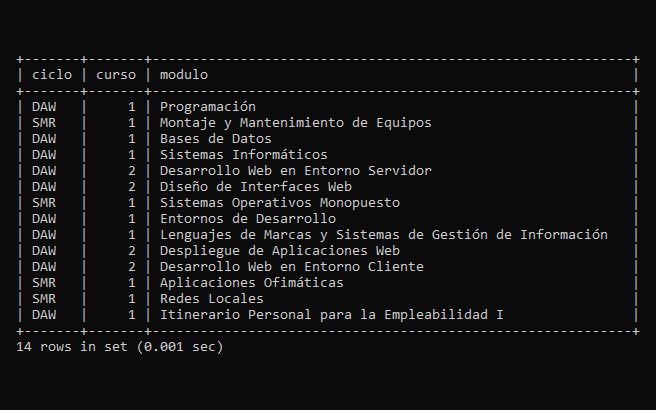 +-------+-------+------------------------------------------------------------+
| ciclo | curso | modulo                                                     |
+-------+-------+------------------------------------------------------------+
| DAW   |     1 | Programación                                               |
| SMR   |     1 | Montaje y Mantenimiento de Equipos                         |
| DAW   |     1 | Bases de Datos                                             |
| DAW   |     1 | Sistemas Informáticos                                      |
| DAW   |     2 | Desarrollo Web en Entorno Servidor                         |
| DAW   |     2 | Diseño de Interfaces Web                                   |
| SMR   |     1 | Sistemas Operativos Monopuesto                             |
| DAW   |     1 | Entornos de Desarrollo                                     |
| DAW   |     1 | Lenguajes de Marcas y Sistemas de Gestión de Información   |
| DAW   |     2 | Despliegue de Aplicaciones Web                             |
| DAW   |     2 | Desarrollo Web en Entorno Cliente                          |
| SMR   |     1 | Aplicaciones Ofimáticas                                    |
| SMR   |     1 | Redes Locales                                              |
| DAW   |     1 | Itinerario Personal para la Empleabilidad I                |
+-------+-------+------------------------------------------------------------+
14 rows in set (0.001 sec)